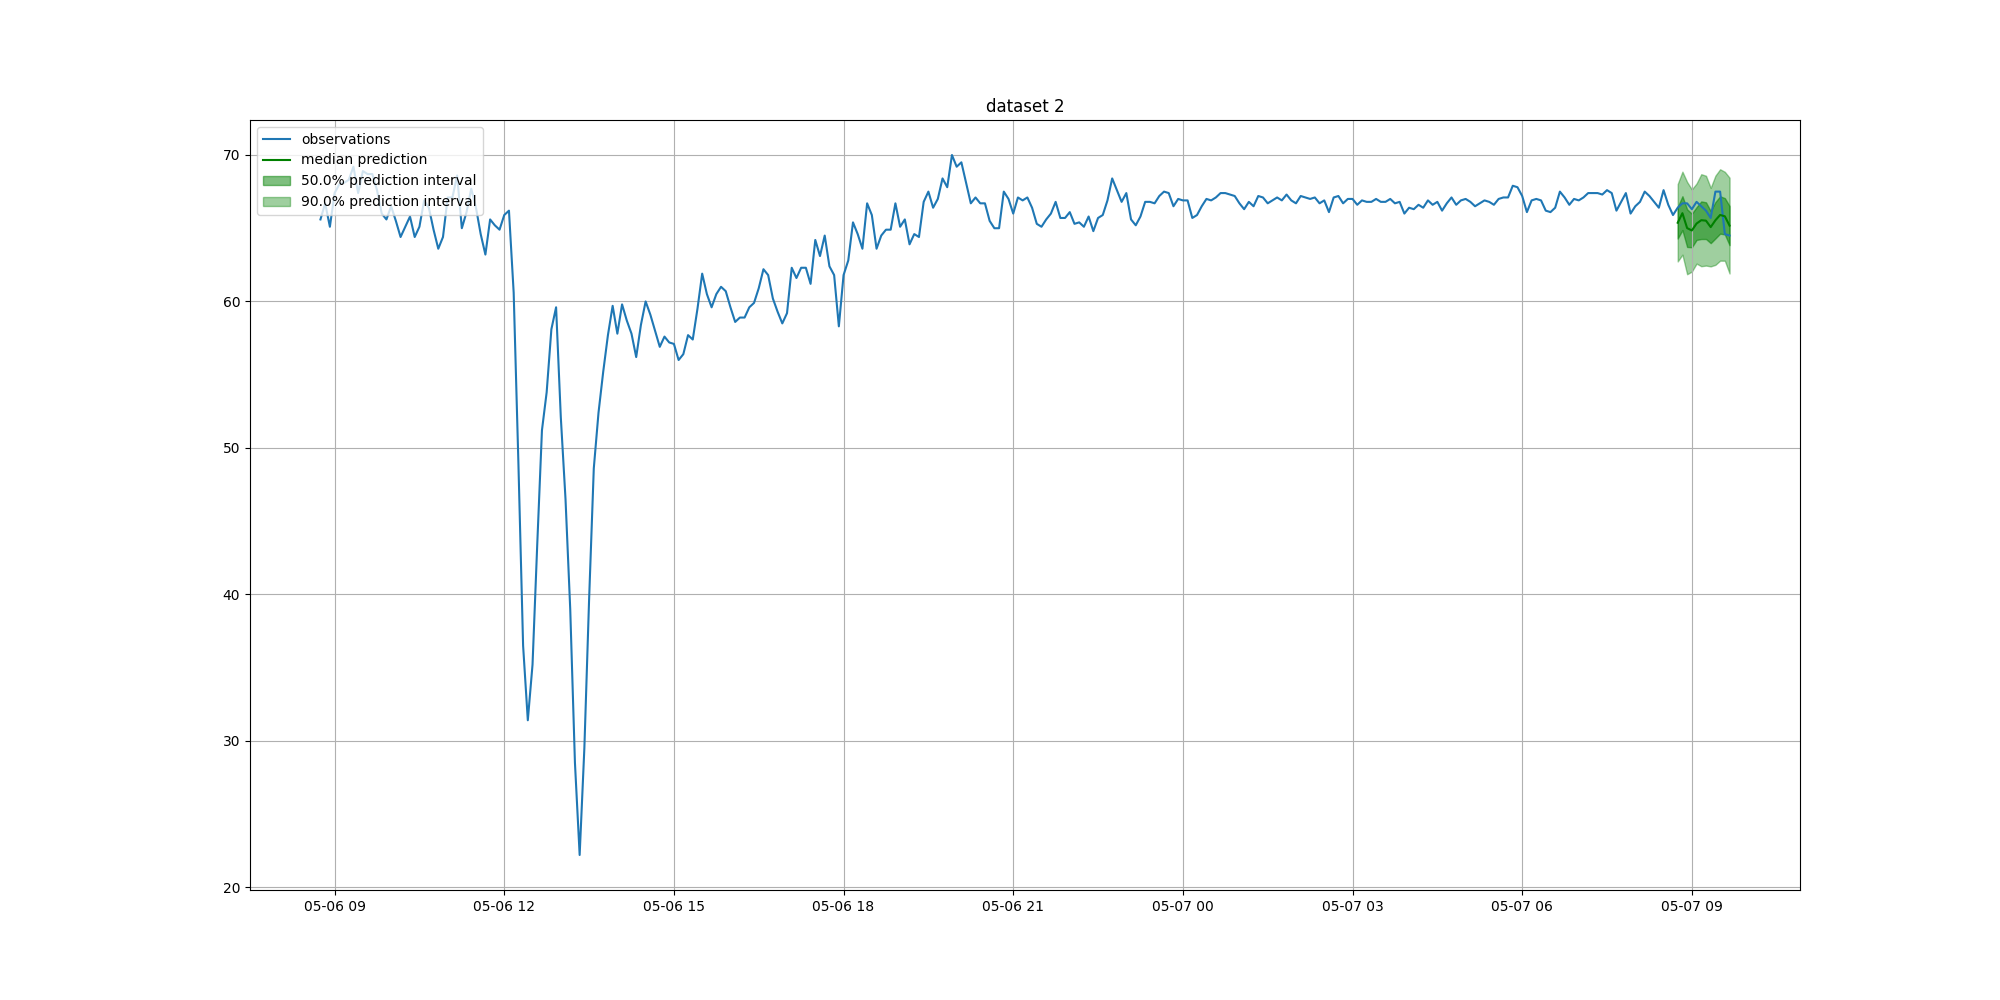 dataset 2
observations
median prediction
50.0% prediction interval
90.0% prediction interval
70
60
50
40
30
20
05-06 09 05-06 12 05-06 15 05-06 18 05-06 21 05-07 00 05-07 03 05-07 06 05-07 09